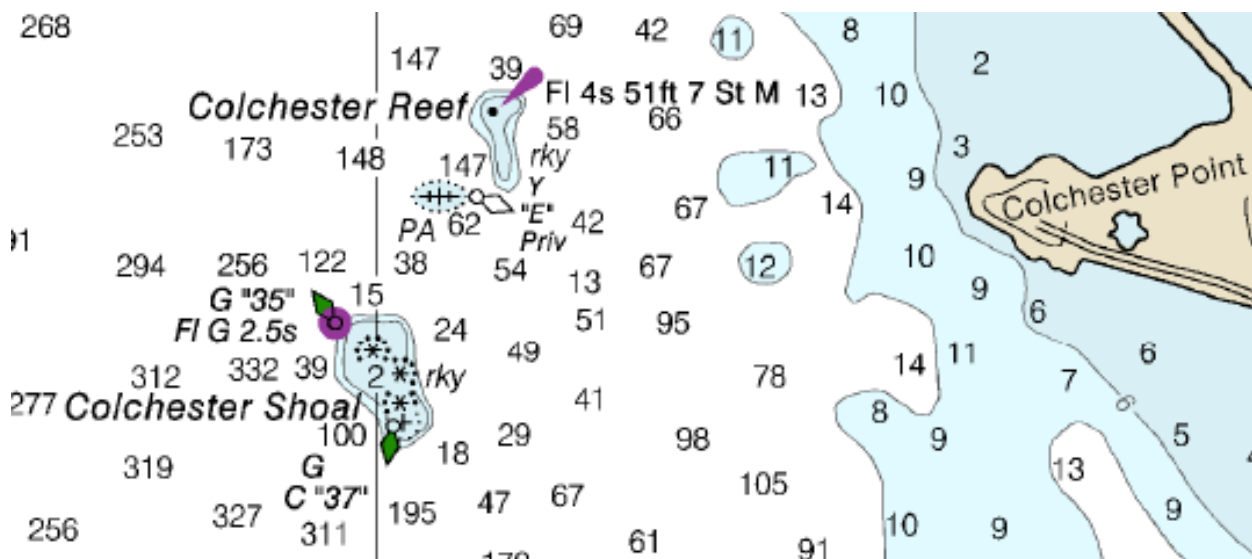 268 69 42 11 8
147 39 2
Colchester Reef Fl 4s 51ft 7 St M 13 10
66
253 173 148 58 3
147 rky 11 9
Y Colchester Point
62 "E" 42 67 14
PA Priv
91
294 256 122 38 54 13 67 12 10
G "35" 15 9 6
Fl G 2.5s 24 51 95
312 332 39 2 rky 49 78 14 11 6
7
277 Colchester Shoal 41 8 6
100 18 29 98 9 5
319 G 13
C "37" 47 67 105 9
256 327 311 195 61 91 10 9